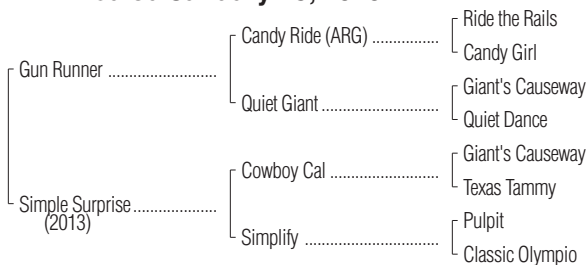 Ride the Rails
Candy Ride (ARG) ..................
Candy Girl
Gun Runner .............................
Giant's Causeway
Quiet Giant ..............................
Quiet Dance
Giant's Causeway
Cowboy Cal ............................
Texas Tammy
Simple Surprise ......................
(2013)
Pulpit
Simplify ...................................
Classic Olympio